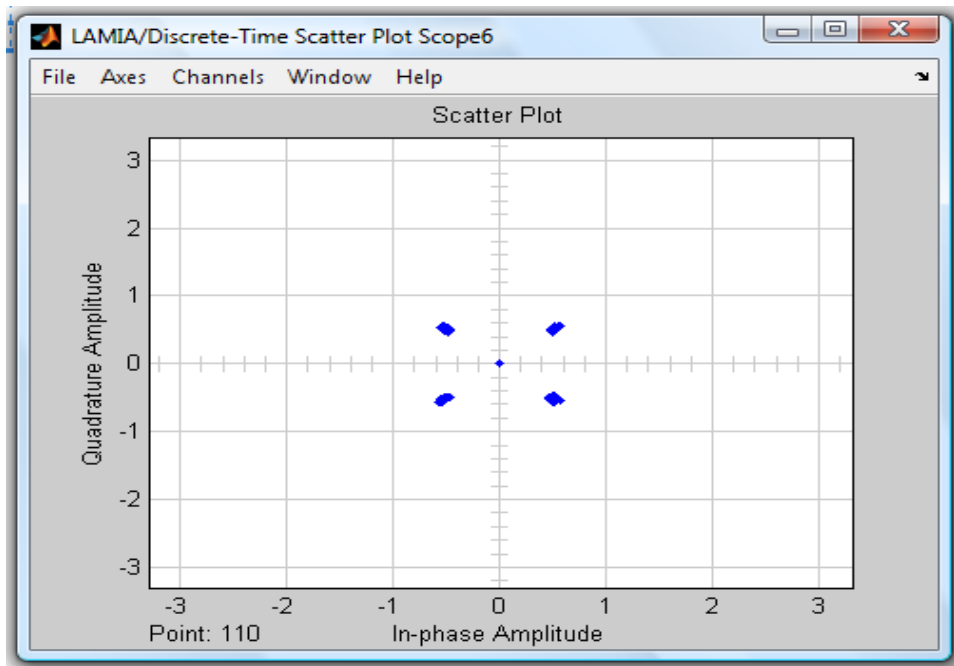 LAMIA/Discrete-Time Scatter Plot Scope6
File Axes Channels Window Help
Scatter Plot
Quadrature Amplitude
3
2
1
0
-1
-2
-3
-3 -2 -1 0 1 2 3
Point: 110 In-phase Amplitude